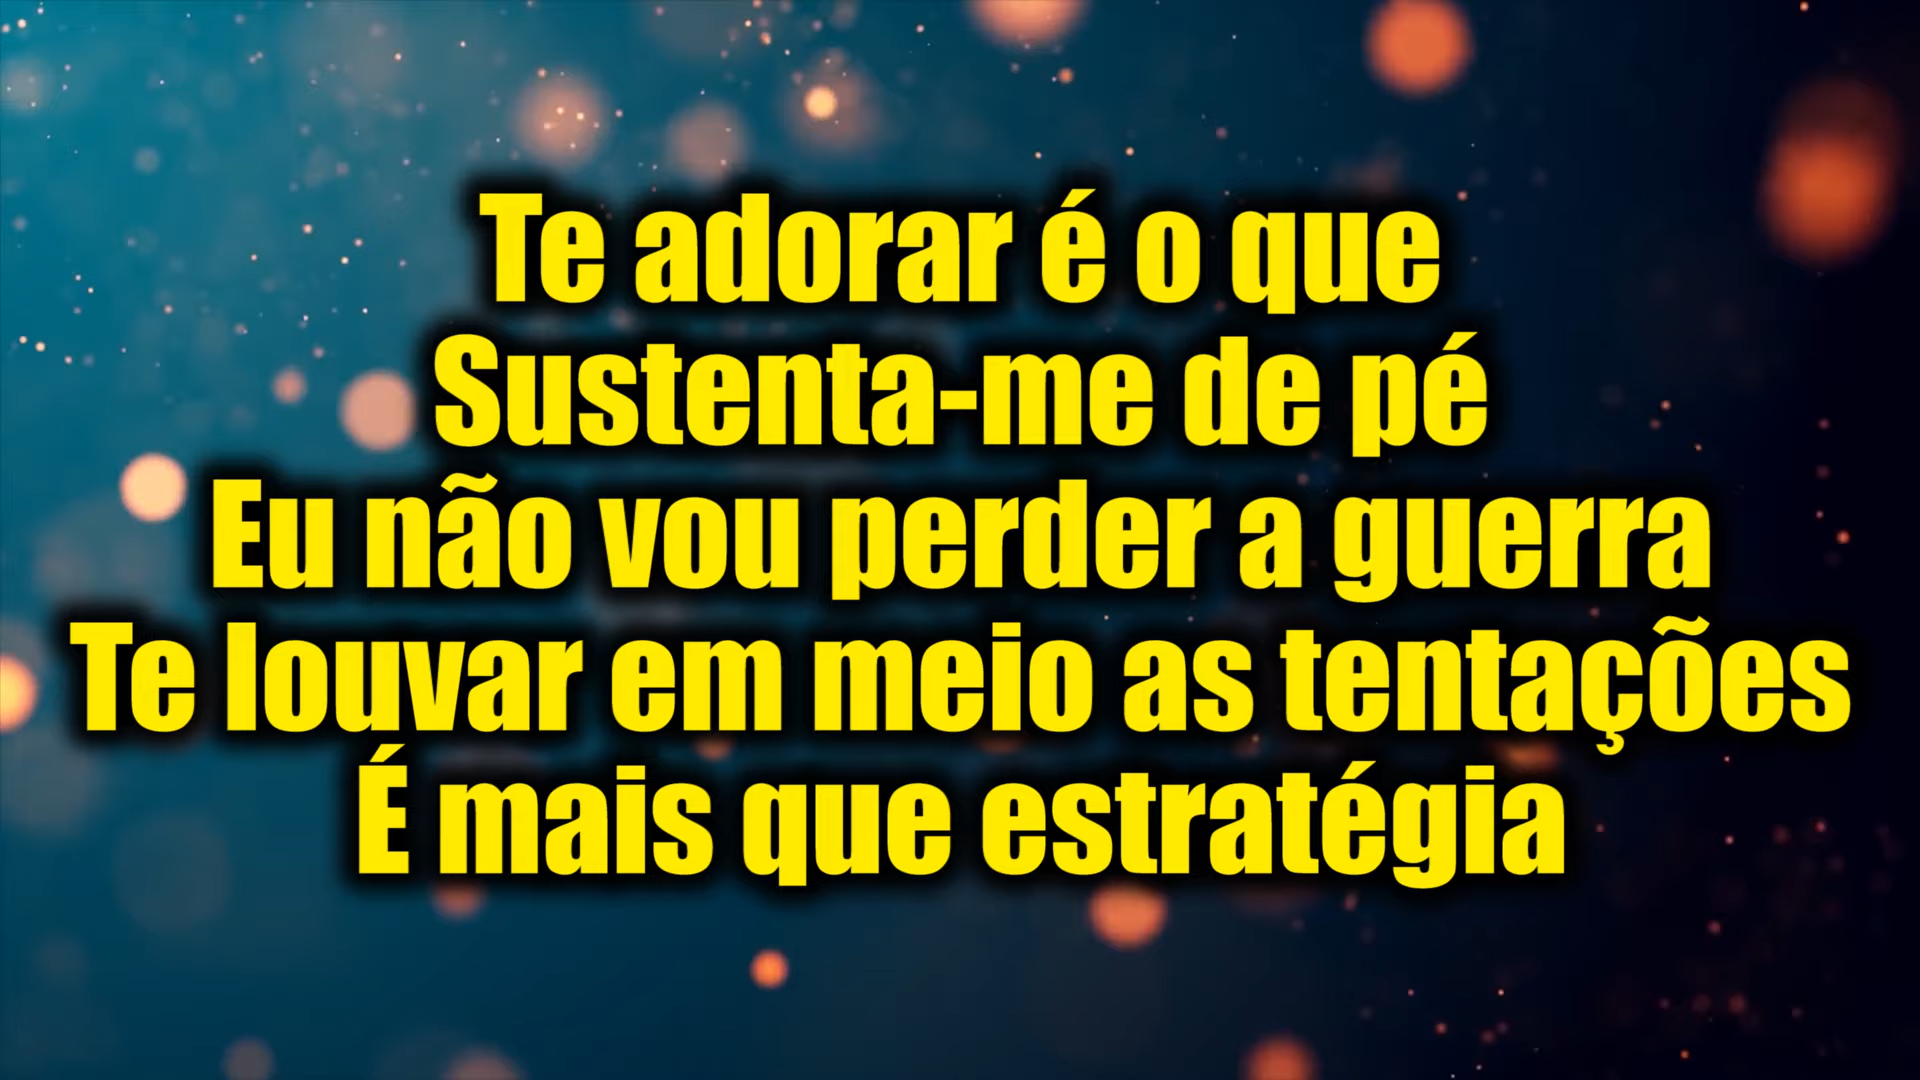 Te adorar é o que
Sustenta-me de pé
Eu não vou perder a guerra
Te louvar em meio as tentações
É mais que estratégia